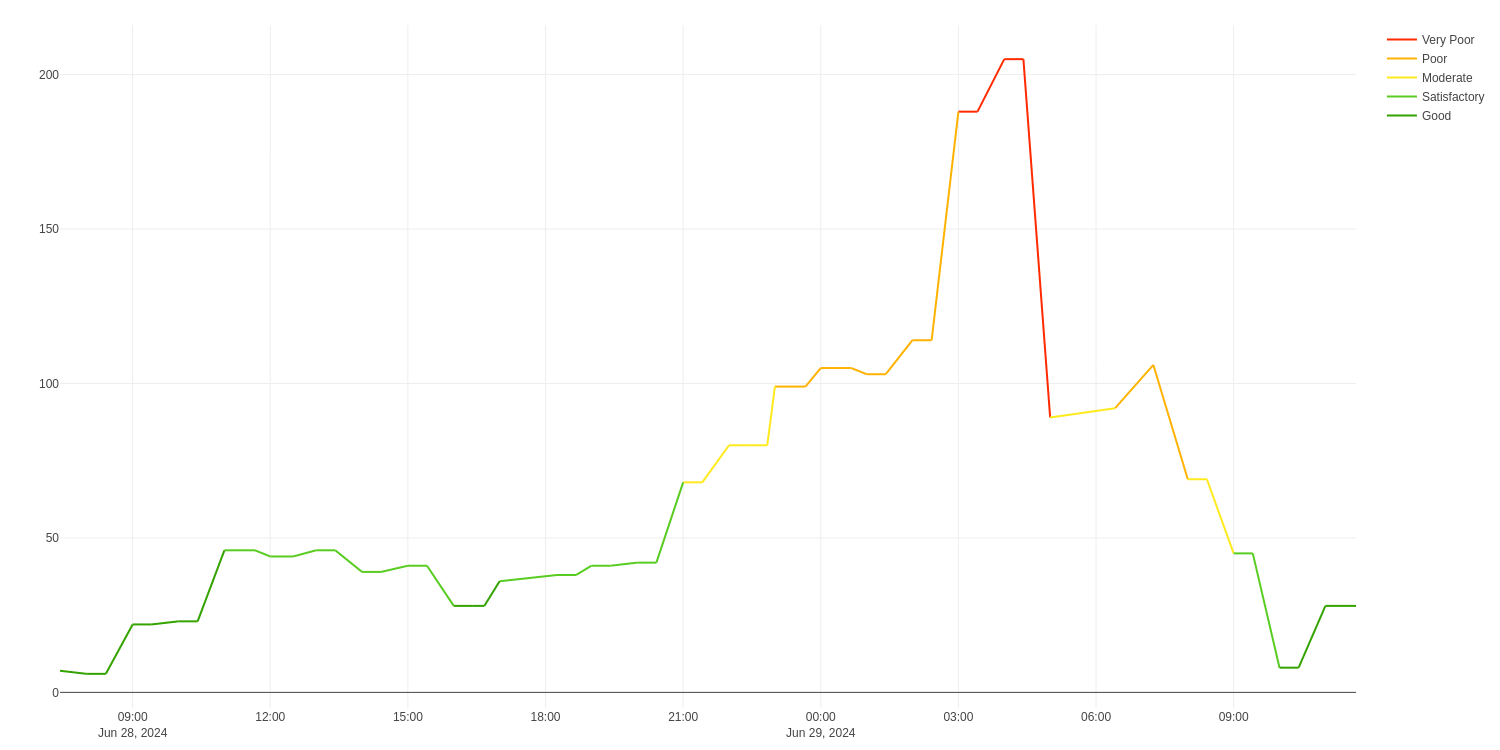 200
150
100
50
0
09:00
Jun 28, 2024
12:00
15:00
18:00
21:00
00:00
Jun 29, 2024
03:00
06:00
09:00
Very Poor
Poor
Moderate
Satisfactory
Good